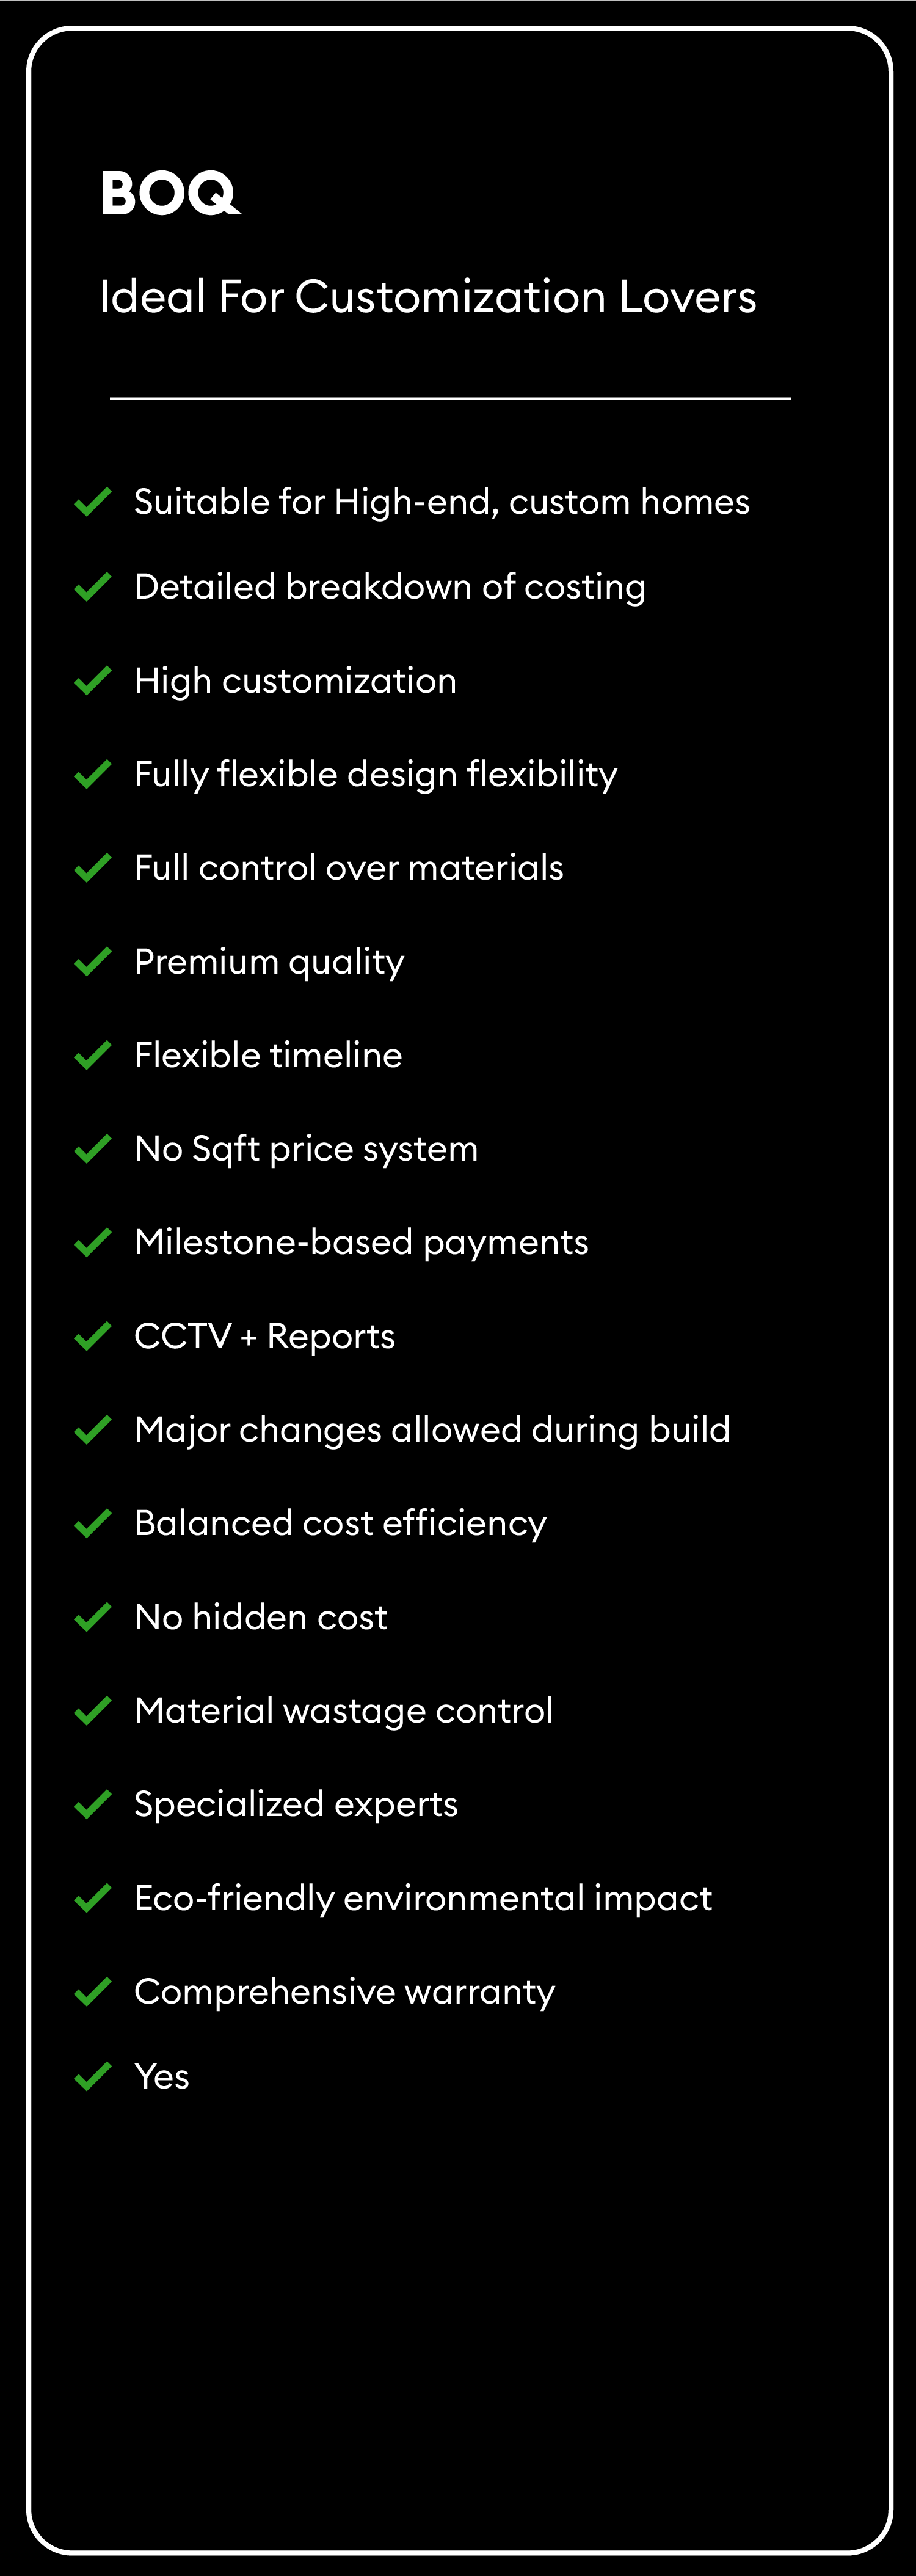 BOQ
Ideal For Customization Lovers
Suitable for High-end, custom homes
Detailed breakdown of costing
High customization
Fully flexible design flexibility
Full control over materials
Premium quality
Flexible timeline
No Sqft price system
Milestone-based payments
CCTV + Reports
Major changes allowed during build
Balanced cost efficiency
No hidden cost
Material wastage control
Specialized experts
Eco-friendly environmental impact
Comprehensive warranty
Yes